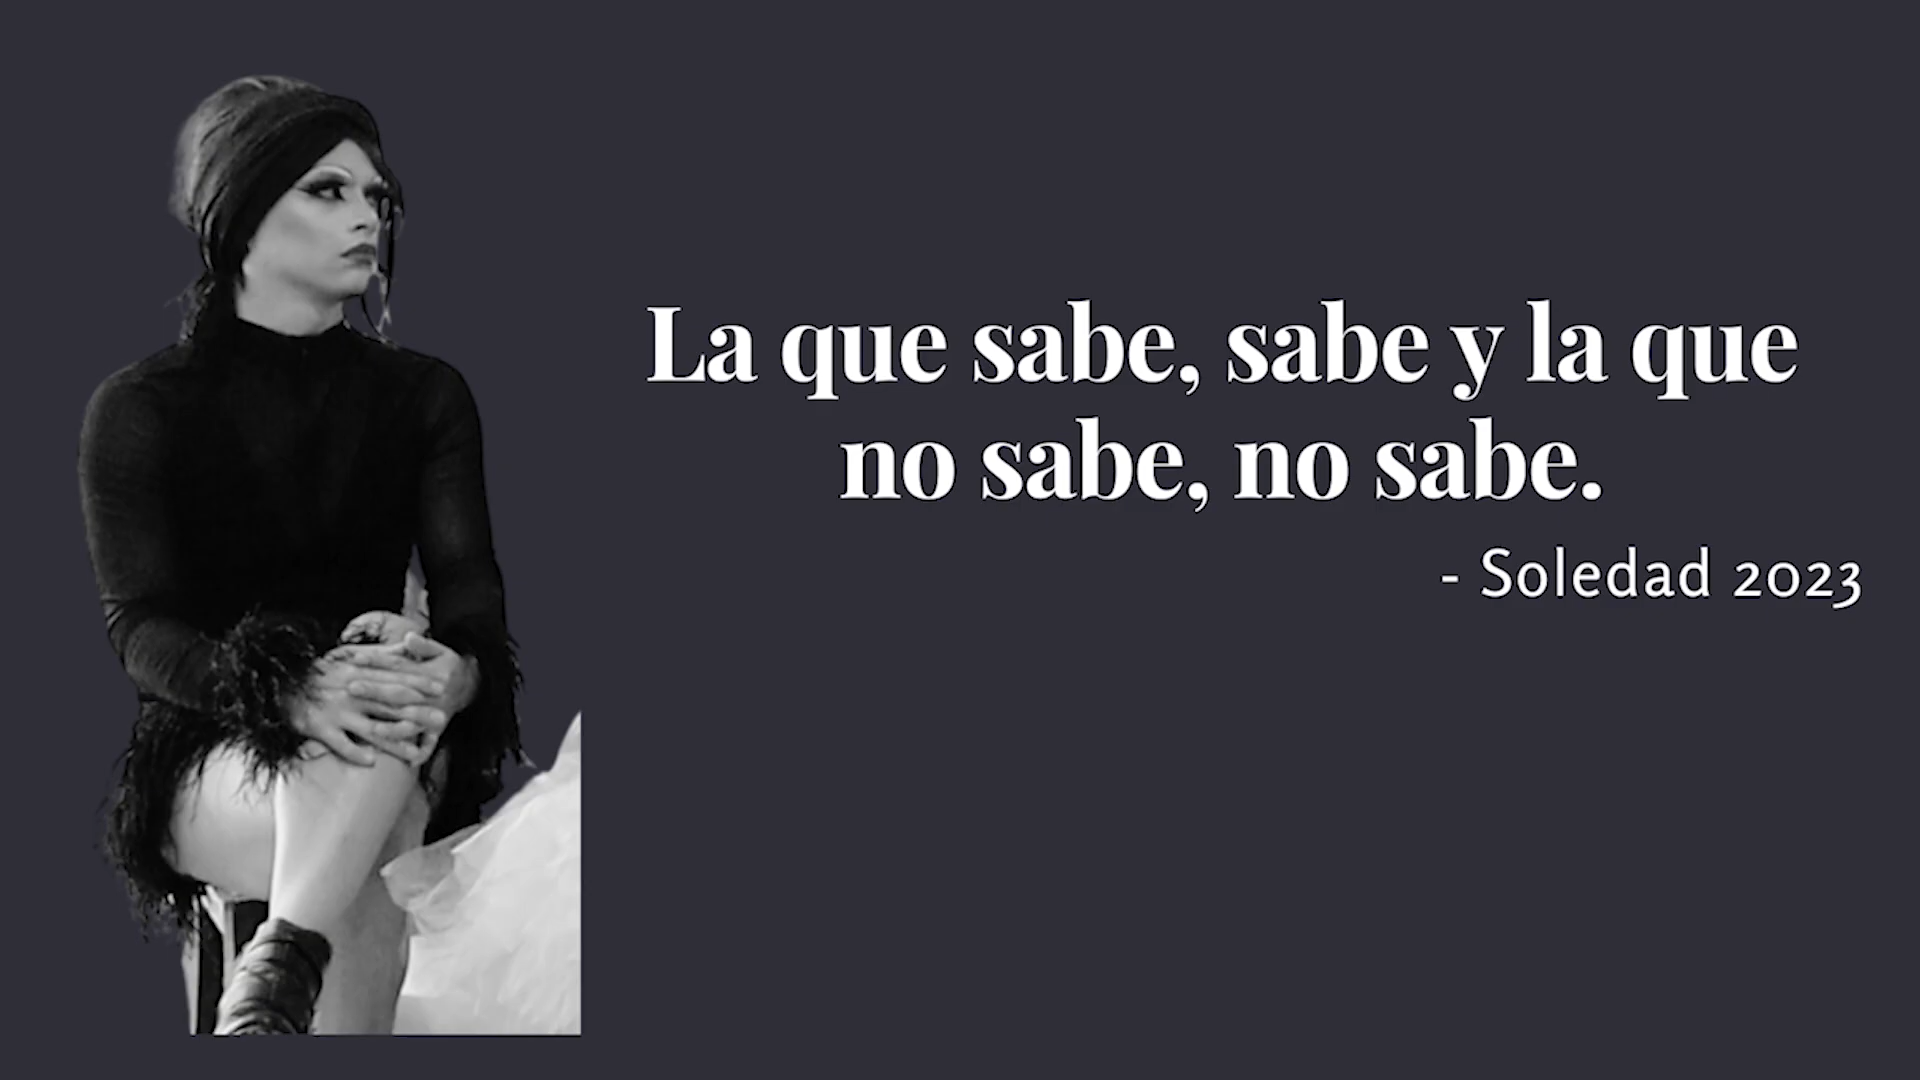 La que sabe, sabe y la que
no sabe, no sabe.
- Soledad 2023